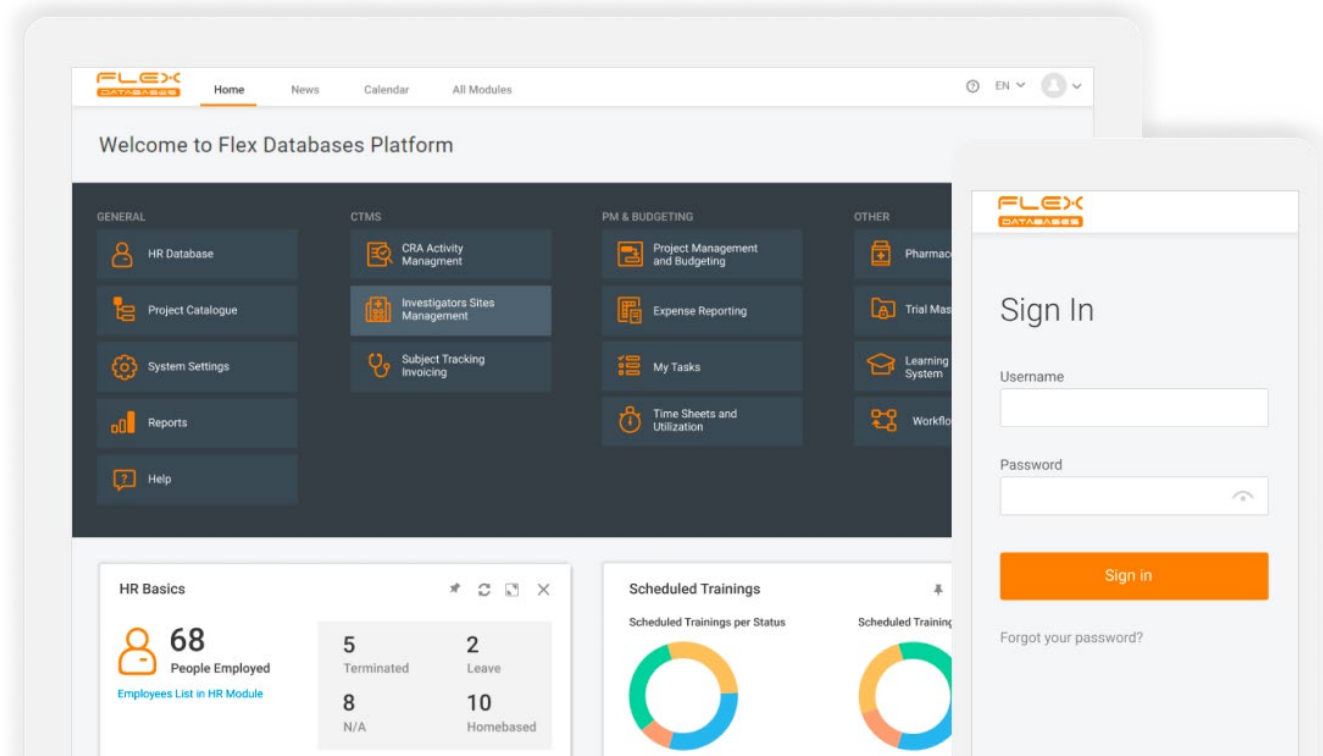 FLEX
DATABASES
Home
News
Calendar
All Modules
EN
Welcome to Flex Databases Platform
GENERAL
HR Database
Project Catalogue
System Settings
Reports
Help
CTMS
CRA Activity
Managment
Investigators Sites
Management
Subject Tracking
Invoicing
PM & BUDGETING
Project Management
and Budgeting
Expense Reporting
My Tasks
Time Sheets and
Utilization
OTHER
Pharmaco
Trial Mas
Learning
System
Workflo
HR Basics
68
People Employed
Employees List in HR Module
5
Terminated
2
Leave
8
N/A
10
Homebased
Scheduled Trainings
Scheduled Trainings per Status
Scheduled Training
FLEX
DATABASES
Sign In
Username
Password
Sign in
Forgot your password?